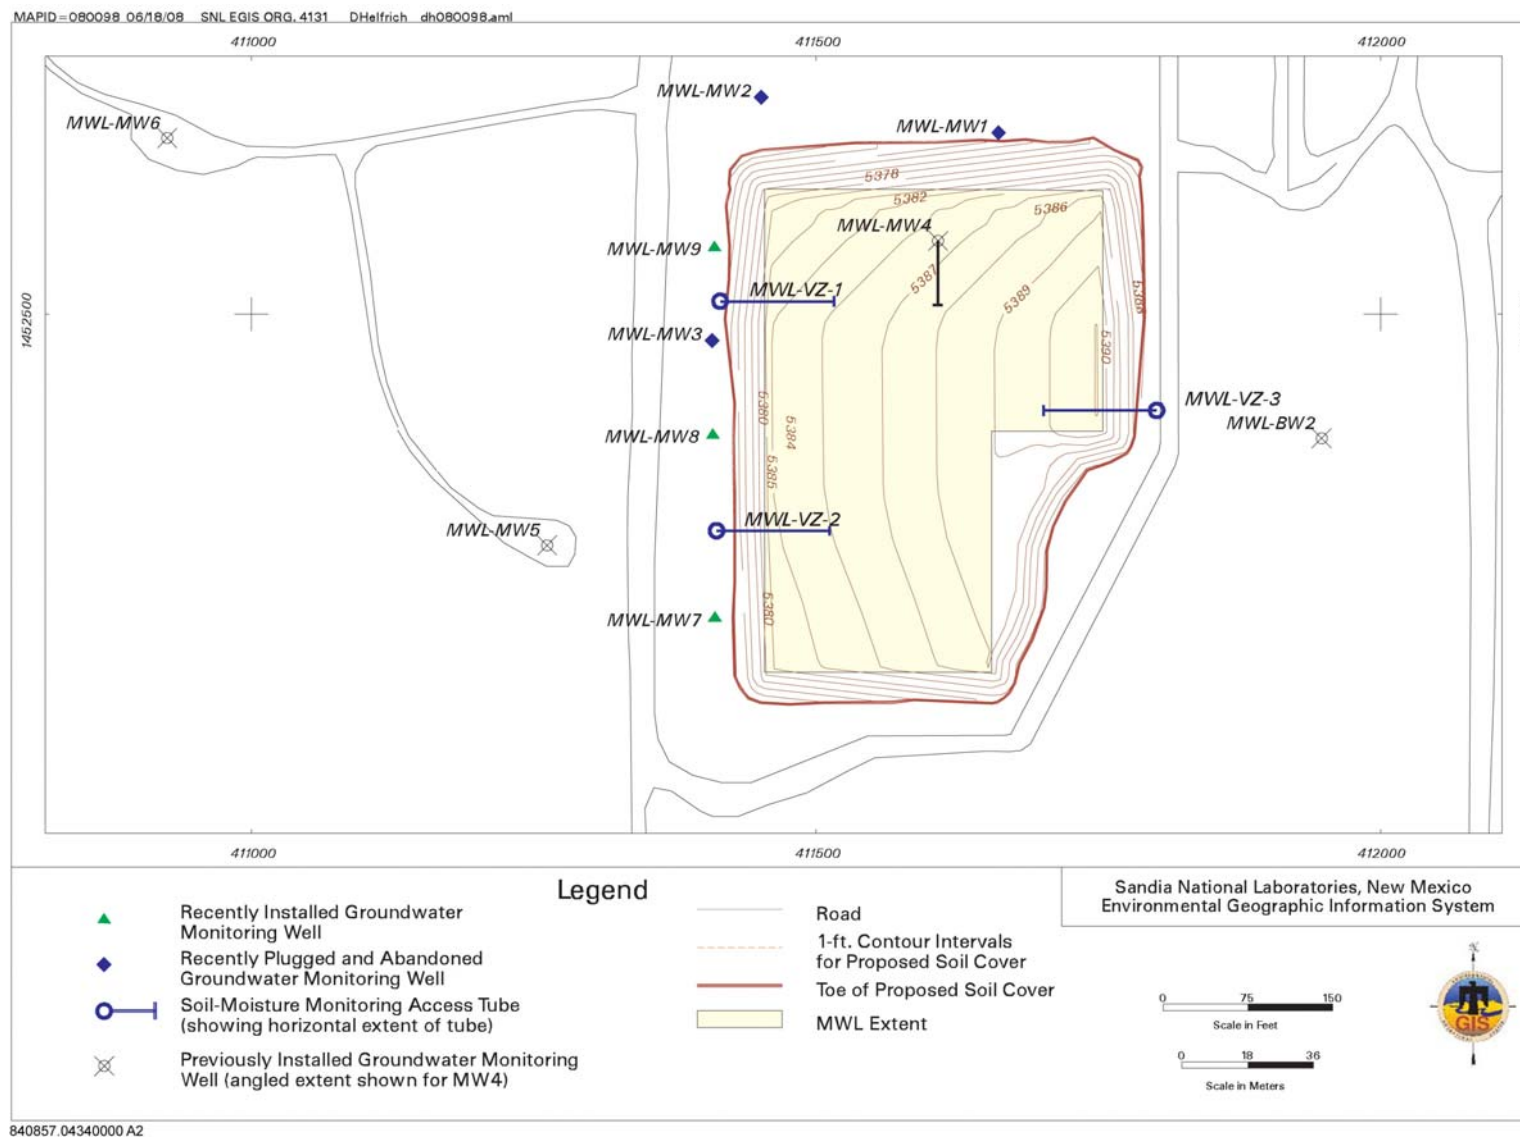 MAPID=080098 06/18/08 SNL EGIS ORG. 4131 DHelfrich dh080098.aml
411000 411500 412000
MWL-MW2
MWL-MW6
MWL-MW1
5378
5382
5386
MWL-MW4
MWL-MW9
5387
MWL-VZ-1
5389
5388
1452500
MWL-MW3
5390
MWL-VZ-3
5380
MWL-BW2
5384
MWL-MW8
5385
MWL-VZ-2
MWL-MW5
5380
MWL-MW7
411000 411500 412000
Legend
Recently Installed Groundwater
Monitoring Well
Recently Plugged and Abandoned
Groundwater Monitoring Well
Soil-Moisture Monitoring Access Tube
(showing horizontal extent of tube)
Previously Installed Groundwater Monitoring
Well (angled extent shown for MW4)
Road
1-ft. Contour Intervals
for Proposed Soil Cover
Toe of Proposed Soil Cover
MWL Extent
Sandia National Laboratories, New Mexico
Environmental Geographic Information System
0 75 150
Scale in Feet
0 18 36
Scale in Meters
GIS
840857.04340000 A2